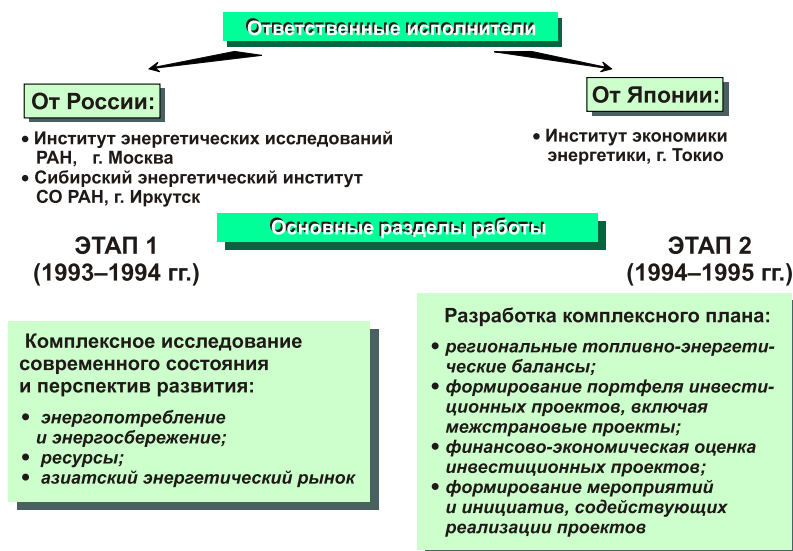 Ответственные исполнители
От России:
• Институт энергетических исследований
РАН, г. Москва
• Сибирский энергетический институт
СО РАН, г. Иркутск
От Японии:
• Институт экономики
энергетики, г. Токио
Основные разделы работы
ЭТАП 1
(1993–1994 гг.)
Комплексное исследование
современного состояния
и перспектив развития:
• энергопотребление
и энергосбережение;
• ресурсы;
• азиатский энергетический рынок
ЭТАП 2
(1994–1995 гг.)
Разработка комплексного плана:
• региональные топливно-энергети-
ческие балансы;
• формирование портфеля инвести-
ционных проектов, включая
межстрановые проекты;
• финансово-экономическая оценка
инвестиционных проектов;
• формирование мероприятий
и инициатив, содействующих
реализации проектов